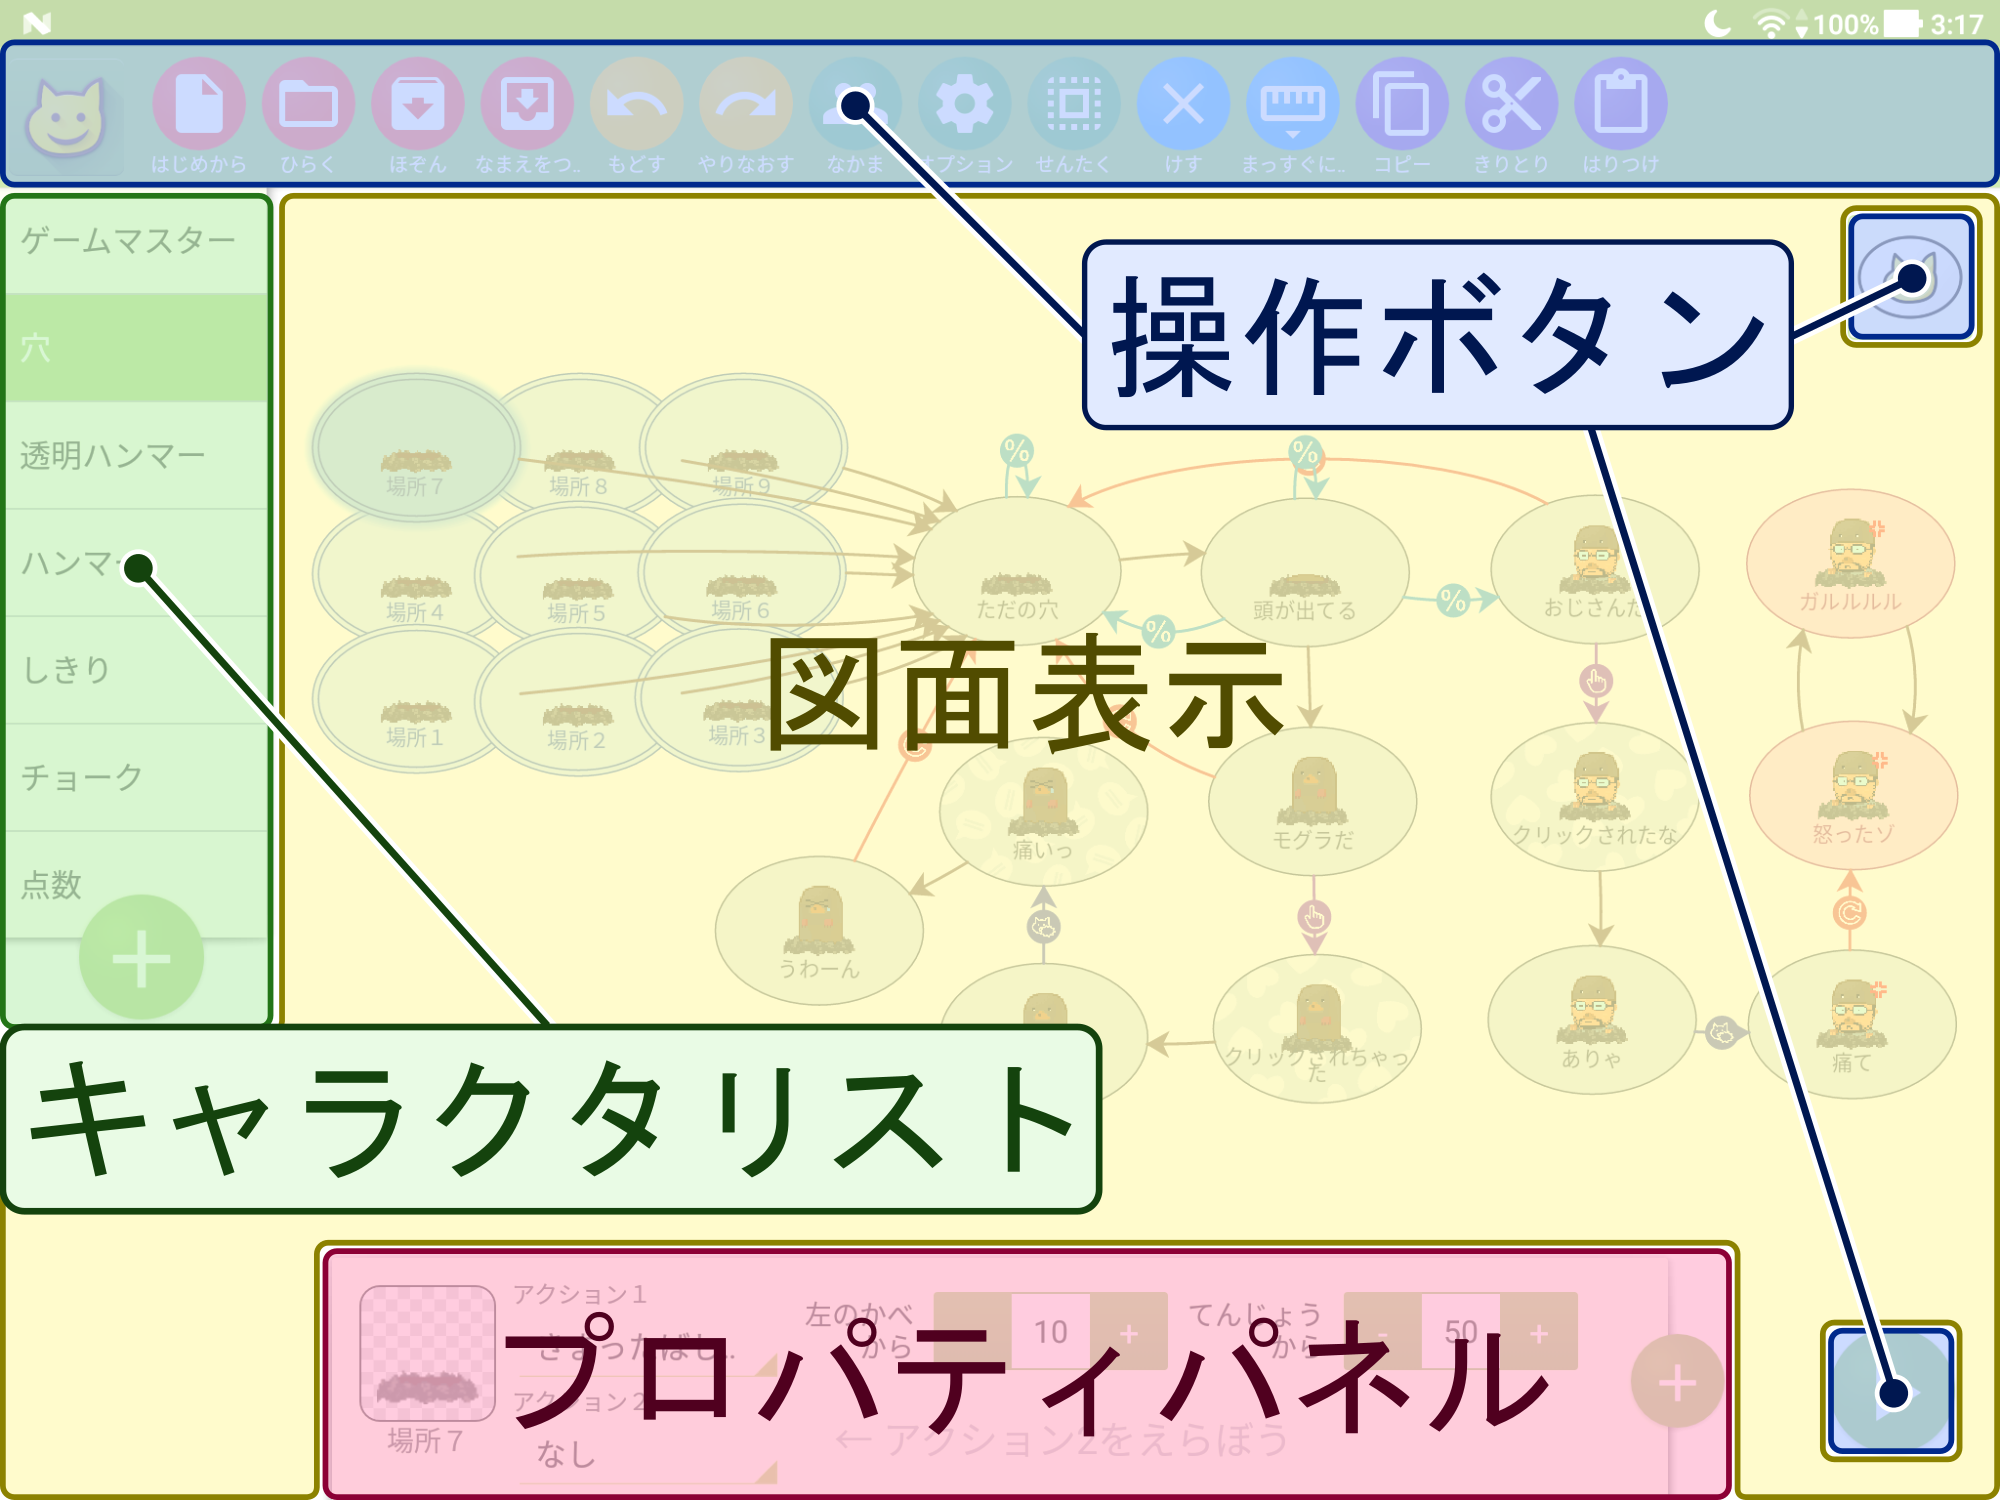 100% 3:17
はじめから ひらく ほぞん なまえをつ.. もどす やりなおす なかま オプション せんたく けす まっすぐに.. コピー きりとり はりつけ
ゲームマスター
穴
透明ハンマー
ハンマー
しきり
チョーク
点数
操作ボタン
場所7 場所8 場所9
場所4 場所5 場所6
場所1 場所2 場所3
% %
ただの穴 頭が出てる おじさんだ ガルルルル
% %
図面表示
痛いっ モグラだ クリックされたな 怒ったゾ
うわーん
クリックされちゃった
ありゃ 痛て
キャラクタリスト
アクション1
きまったばし..
左のかべから
10 +
てんじょうから
- 50 +
プロパティパネル
場所7
アクション2
なし
←アクション2をえらぼう